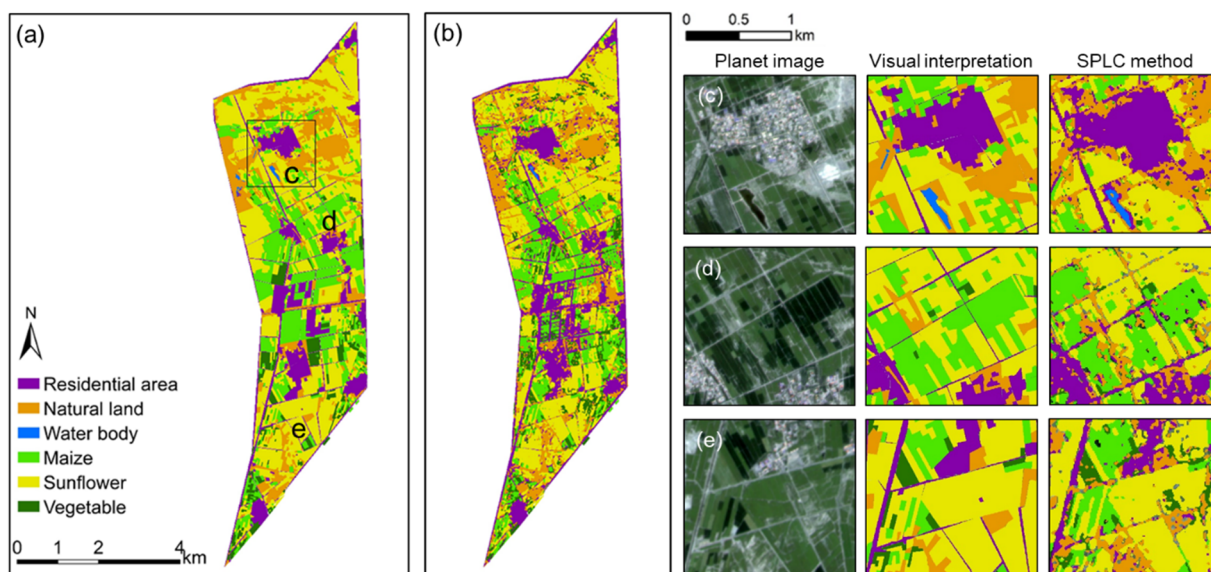 (a)
c
d
e
N
Residential area
Natural land
Water body
Maize
Sunflower
Vegetable
0 2 4
km
(b)
0 0.5 1
km
Planet image Visual interpretation SPLC method
(c)
(d)
(e)